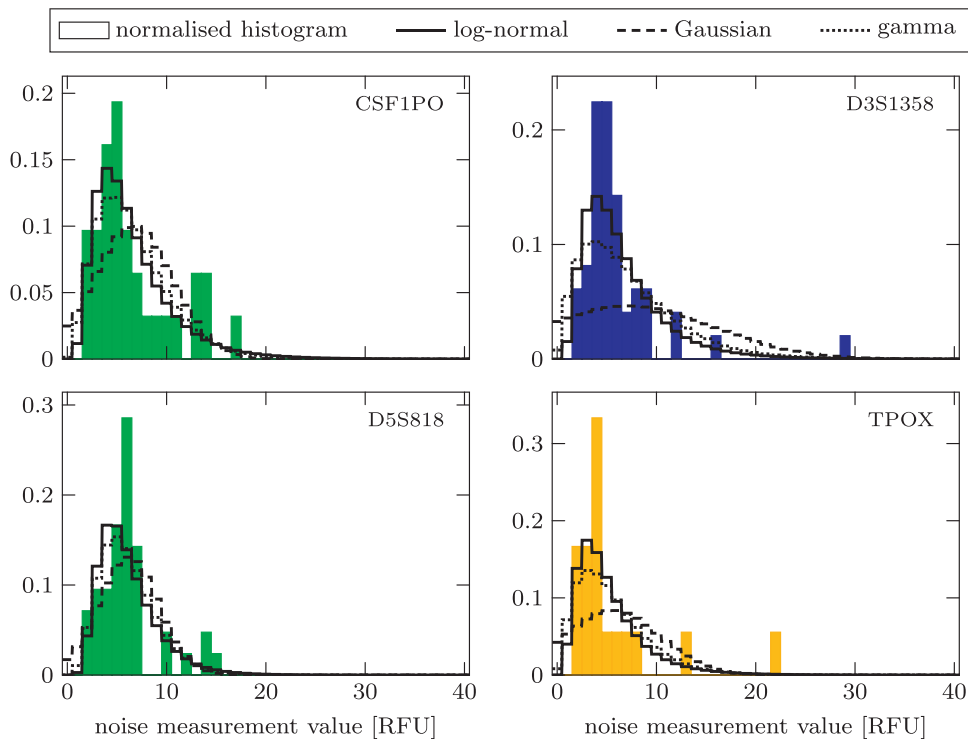 normalised histogram log-normal Gaussian gamma
CSF1PO
0.2
0.15
0.1
0.05
0
D3S1358
0.2
0.1
0
D5S818
0.3
0.2
0.1
0
0 10 20 30 40
noise measurement value [RFU]
TPOX
0.3
0.2
0.1
0
0 10 20 30 40
noise measurement value [RFU]